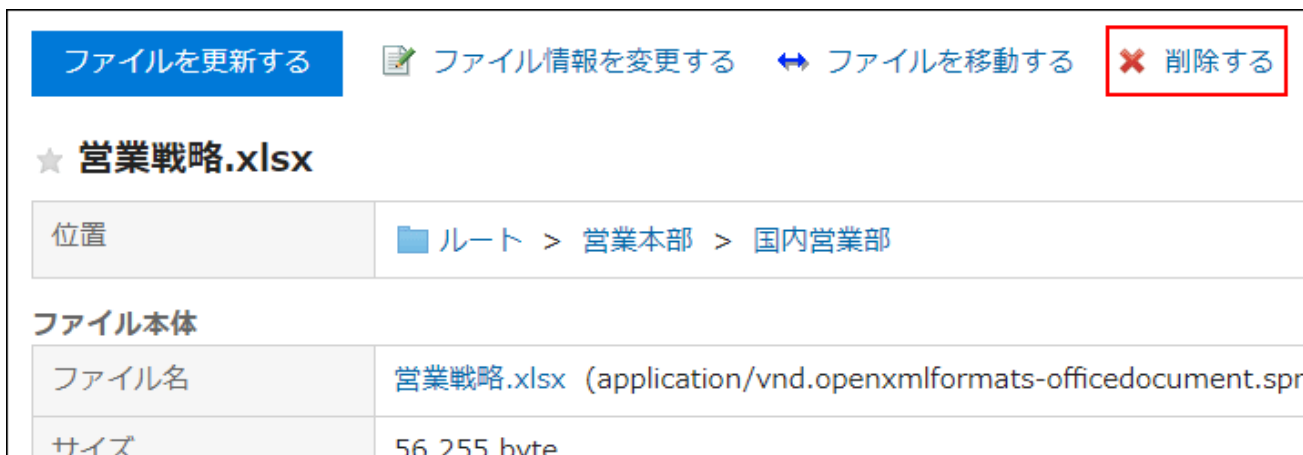 ファイルを更新する ファイル情報を変更する ファイルを移動する 削除する
営業戦略.xlsx
位置 ルート > 営業本部 > 国内営業部
ファイル本体
ファイル名 営業戦略.xlsx (application/vnd.openxmlformats-officedocument.spr
サイズ 56,255 byte